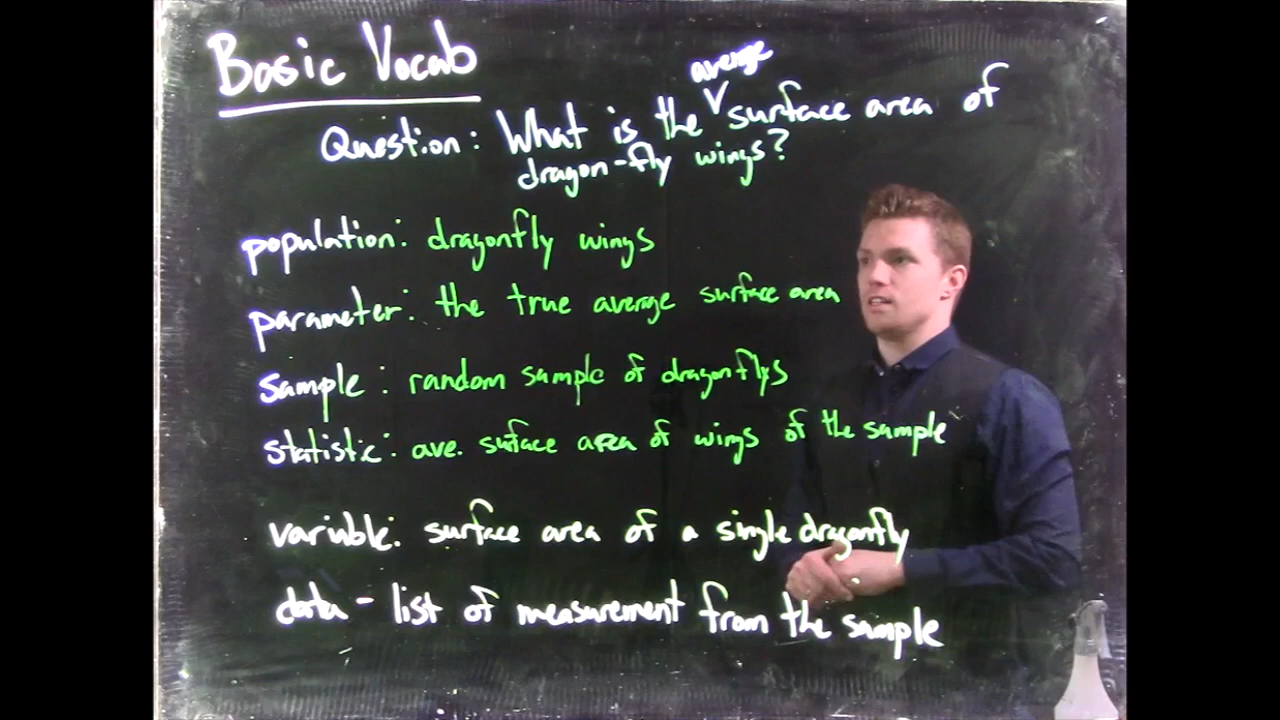 Basic Vocab
average
Question: What is the surface area of
dragon-fly wings?
population: dragonfly wings
parameter: the true average surface area
sample: random sample of dragonflys
statistic: ave. surface area of wings of the sample
variable: surface area of a single dragonfly
data - list of measurement from the sample